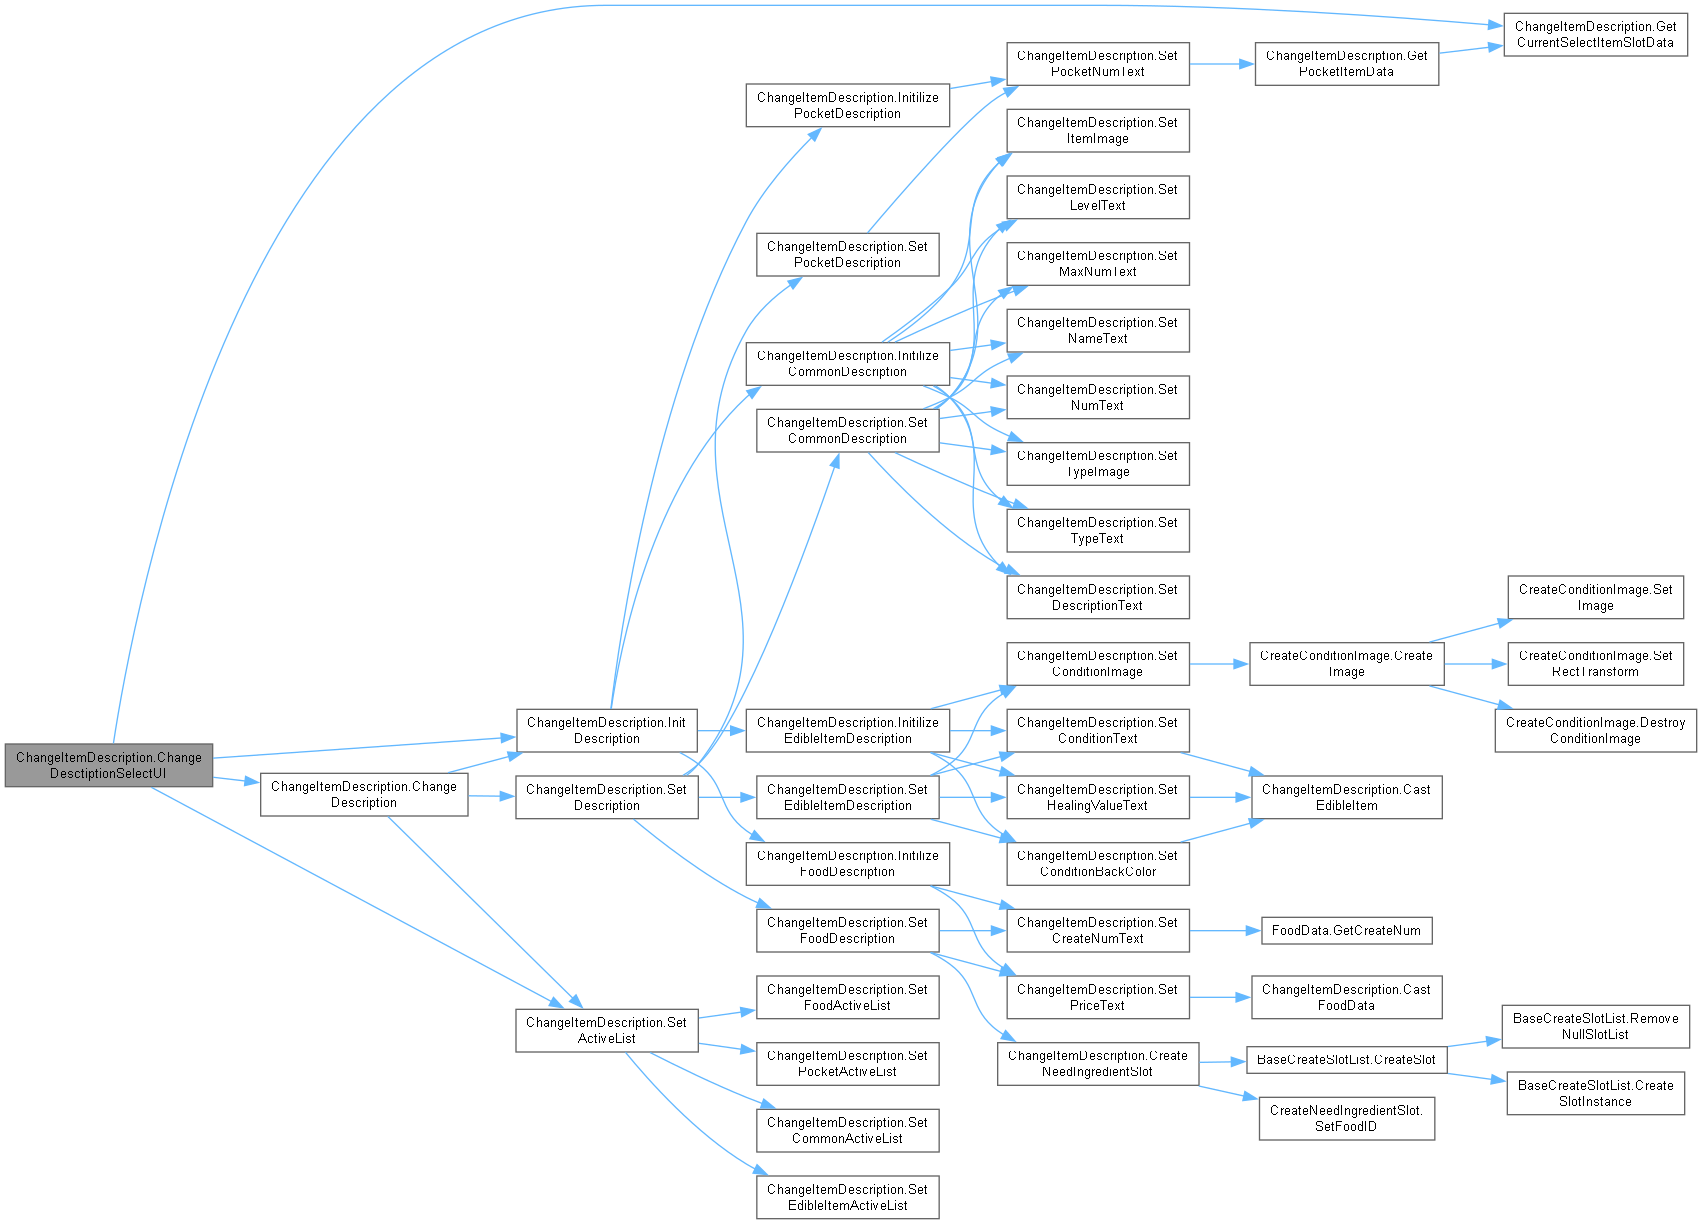 ChangeItemDescription.Change
DesctiptionSelectUI
ChangeItemDescription.Change
Description
ChangeItemDescription.Init
Description
ChangeItemDescription.Set
Description
ChangeItemDescription.Set
ActiveList
ChangeItemDescription.Initilize
PocketDescription
ChangeItemDescription.Set
PocketDescription
ChangeItemDescription.Initilize
CommonDescription
ChangeItemDescription.Set
CommonDescription
ChangeItemDescription.Initilize
EdibleItemDescription
ChangeItemDescription.Set
EdibleItemDescription
ChangeItemDescription.Initilize
FoodDescription
ChangeItemDescription.Set
FoodDescription
ChangeItemDescription.Set
FoodActiveList
ChangeItemDescription.Set
PocketActiveList
ChangeItemDescription.Set
CommonActiveList
ChangeItemDescription.Set
EdibleItemActiveList
ChangeItemDescription.Set
PocketNumText
ChangeItemDescription.Set
ItemImage
ChangeItemDescription.Set
LevelText
ChangeItemDescription.Set
MaxNumText
ChangeItemDescription.Set
NameText
ChangeItemDescription.Set
NumText
ChangeItemDescription.Set
TypeImage
ChangeItemDescription.Set
TypeText
ChangeItemDescription.Set
DescriptionText
ChangeItemDescription.Set
ConditionImage
ChangeItemDescription.Set
ConditionText
ChangeItemDescription.Set
HealingValueText
ChangeItemDescription.Set
ConditionBackColor
ChangeItemDescription.Set
CreateNumText
ChangeItemDescription.Set
PriceText
ChangeItemDescription.Create
NeedIngredientSlot
ChangeItemDescription.Get
PocketItemData
CreateConditionImage.Create
Image
ChangeItemDescription.Cast
EdibleItem
FoodData.GetCreateNum
ChangeItemDescription.Cast
FoodData
BaseCreateSlotList.CreateSlot
CreateNeedIngredientSlot.
SetFoodID
ChangeItemDescription.Get
CurrentSelectItemSlotData
CreateConditionImage.Set
Image
CreateConditionImage.Set
RectTransform
CreateConditionImage.Destroy
ConditionImage
BaseCreateSlotList.Remove
NullSlotList
BaseCreateSlotList.Create
SlotInstance